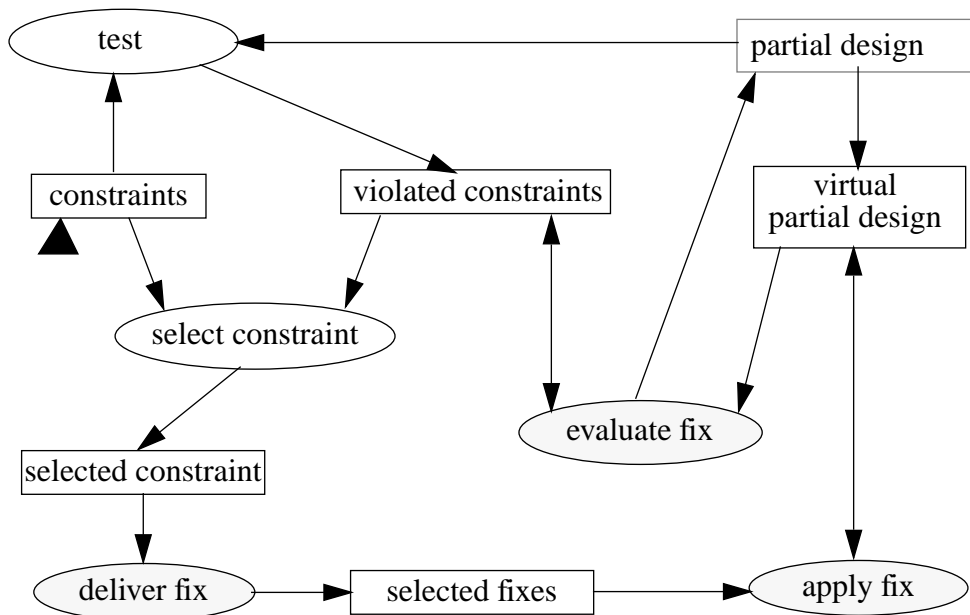 test
partial design
constraints
violated constraints
virtual
partial design
select constraint
evaluate fix
selected constraint
deliver fix
selected fixes
apply fix